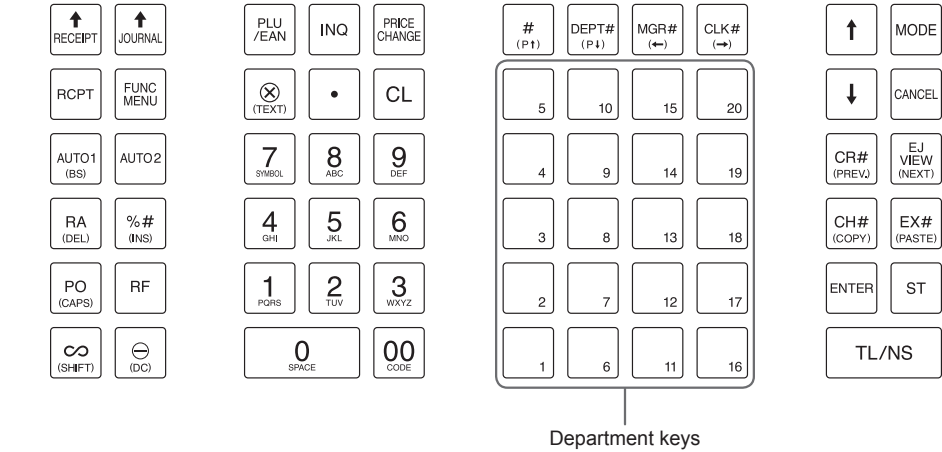 RECEIPT JOURNAL PLU /EAN INQ PRICE CHANGE # (P↑) DEPT# (P↓) MGR# (←) CLK# (→) ↑ MODE
RCPT FUNC MENU ⊗ (TEXT) • CL 5 10 15 20 ↓ CANCEL
AUTO1 (BS) AUTO2 7 SYMBOL 8 ABC 9 DEF 4 9 14 19 CR# (PREV.) EJ VIEW (NEXT)
RA (DEL) %# (INS) 4 GHI 5 JKL 6 MNO 3 8 13 18 CH# (COPY) EX# (PASTE)
PO (CAPS) RF 1 PQRS 2 TUV 3 WXYZ 2 7 12 17 ENTER ST
∞ (SHIFT) ⊖ (DC) 0 SPACE 00 CODE 1 6 11 16 TL/NS
Department keys